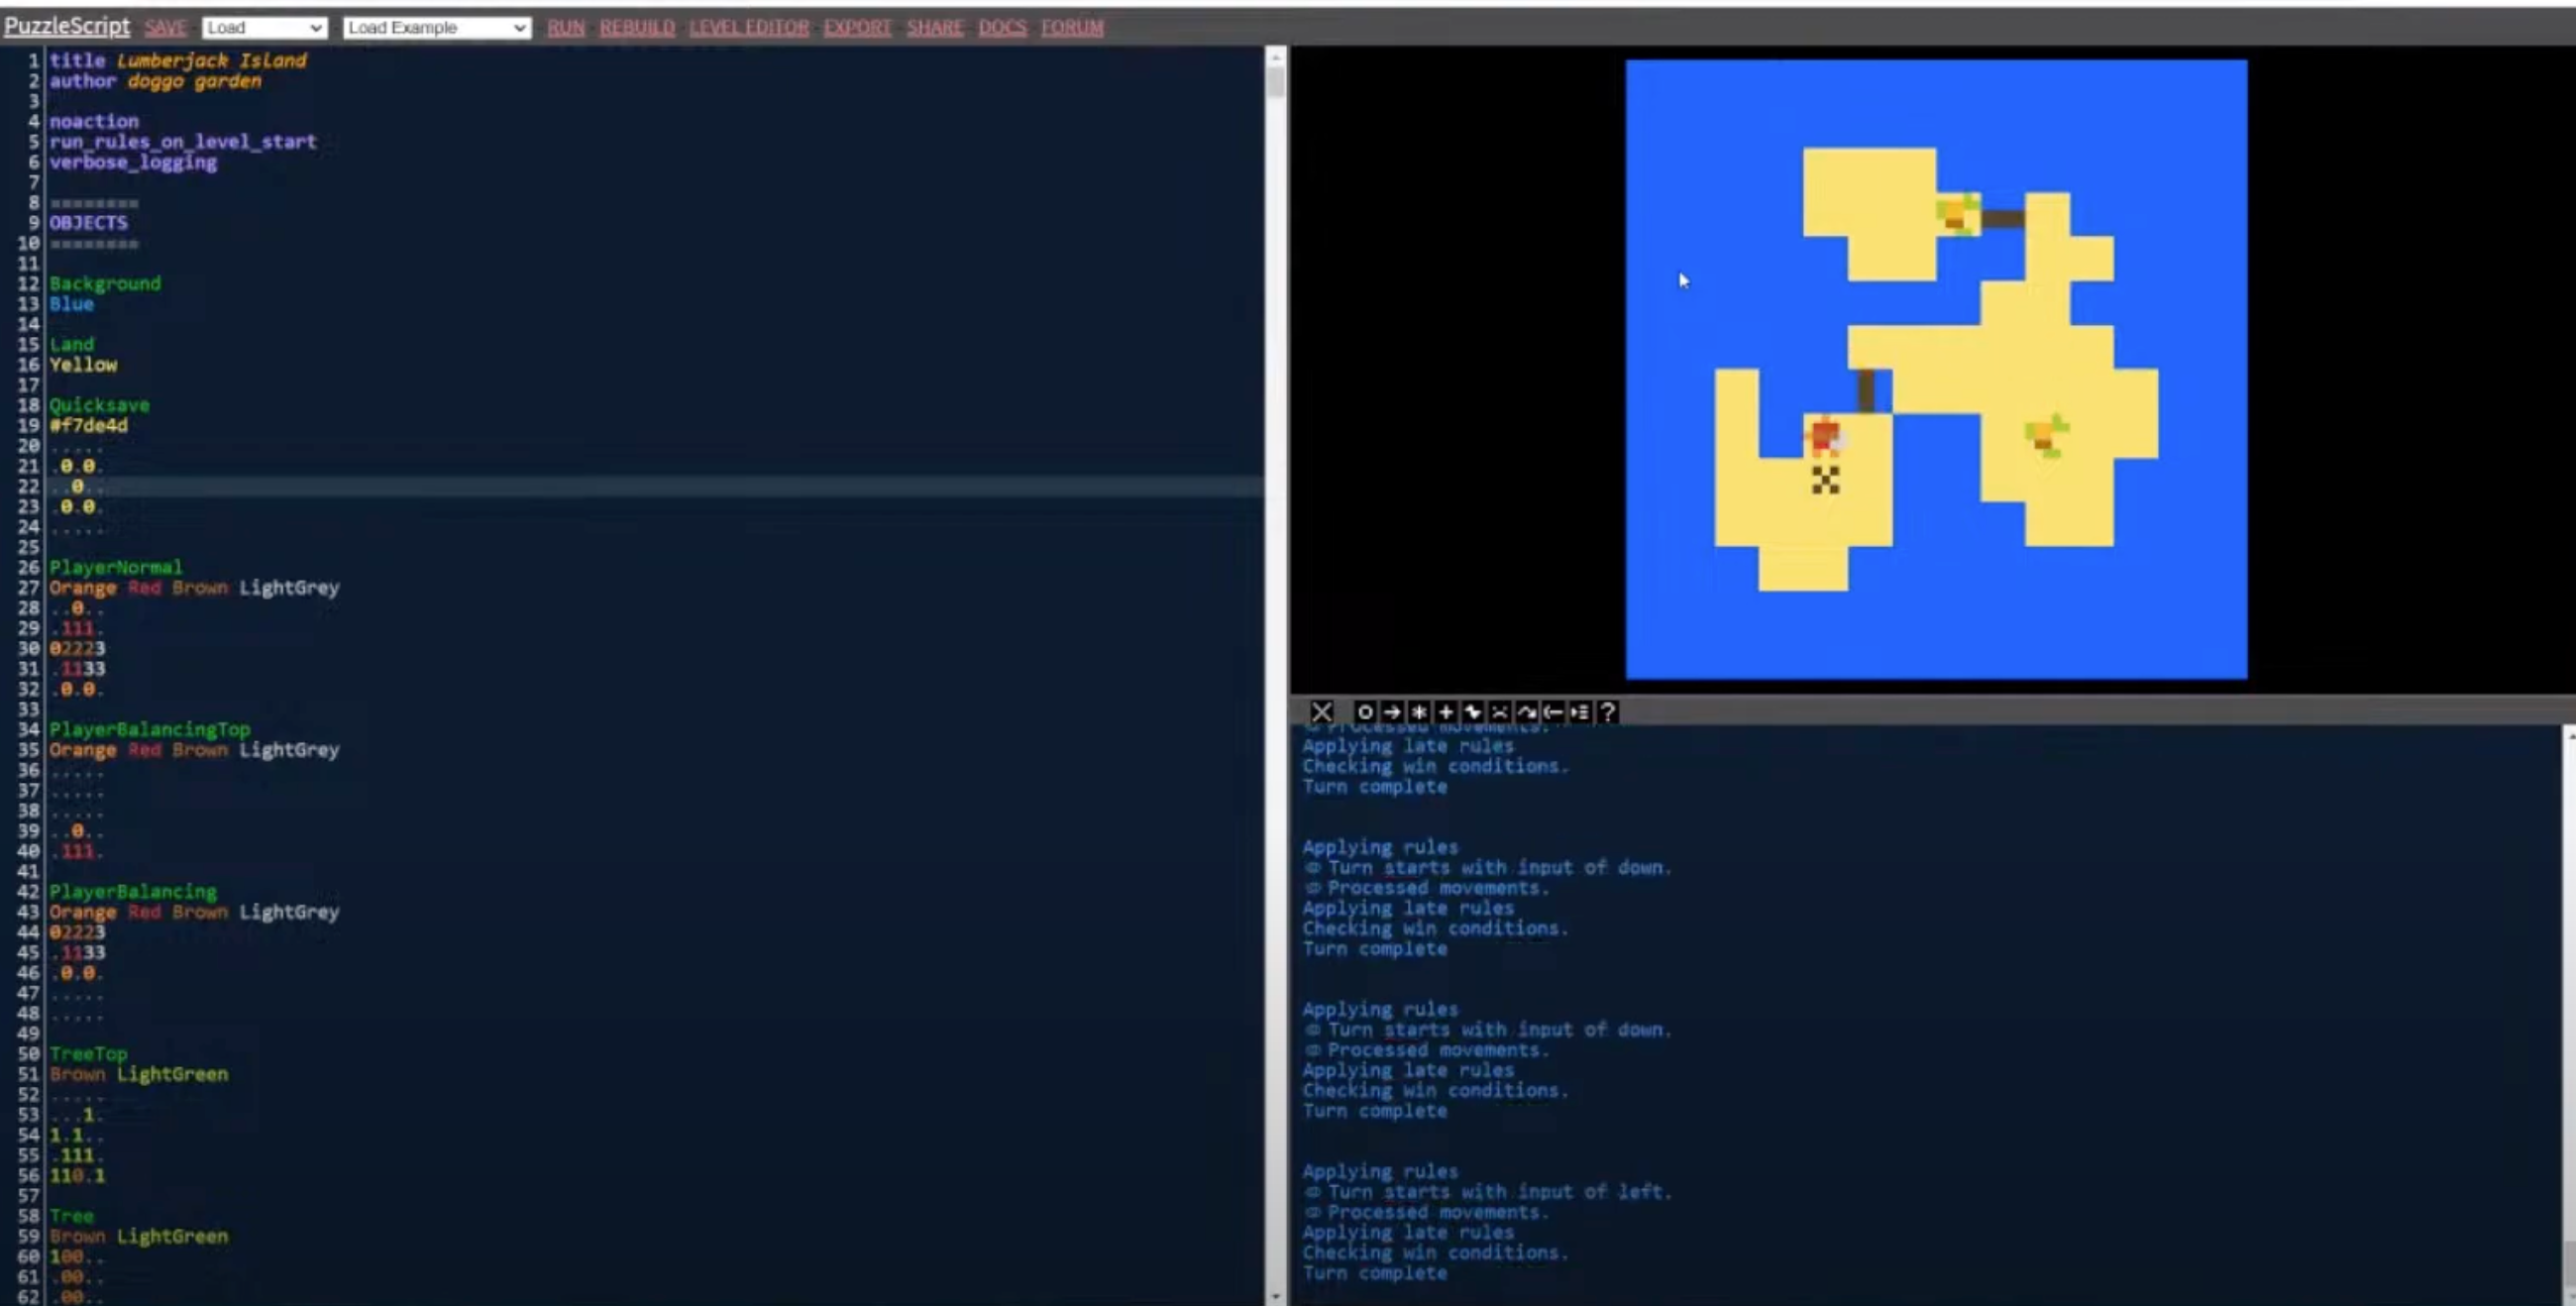 PuzzleScript SAVE Load Load Example RUN REBUILD LEVEL EDITOR EXPORT SHARE DOCS FORUM
1 title Lumberjack Island
2 author doggo garden
3
4 noaction
5 run_rules_on_level_start
6 verbose_logging
7
8 ========
9 OBJECTS
10 ========
11
12 Background
13 Blue
14
15 Land
16 Yellow
17
18 Quicksave
19 #f7de4d
20 .....
21 .0.0.
22 ..0..
23 .0.0.
24 .....
25
26 PlayerNormal
27 Orange Red Brown LightGrey
28 ..0..
29 .111.
30 02223
31 .1133
32 .0.0.
33
34 PlayerBalancingTop
35 Orange Red Brown LightGrey
36 .....
37 .....
38 .....
39 ..0..
40 .111.
41
42 PlayerBalancing
43 Orange Red Brown LightGrey
44 02223
45 .1133
46 .0.0.
47 .....
48 .....
49
50 TreeTop
51 Brown LightGreen
52 .....
53 ...1.
54 1.1..
55 .111.
56 110.1
57
58 Tree
59 Brown LightGreen
60 100..
61 .00..
62 .00..
Processed movements.
Applying late rules
Checking win conditions.
Turn complete
Applying rules
Turn starts with input of down.
Processed movements.
Applying late rules
Checking win conditions.
Turn complete
Applying rules
Turn starts with input of down.
Processed movements.
Applying late rules
Checking win conditions.
Turn complete
Applying rules
Turn starts with input of left.
Processed movements.
Applying late rules
Checking win conditions.
Turn complete